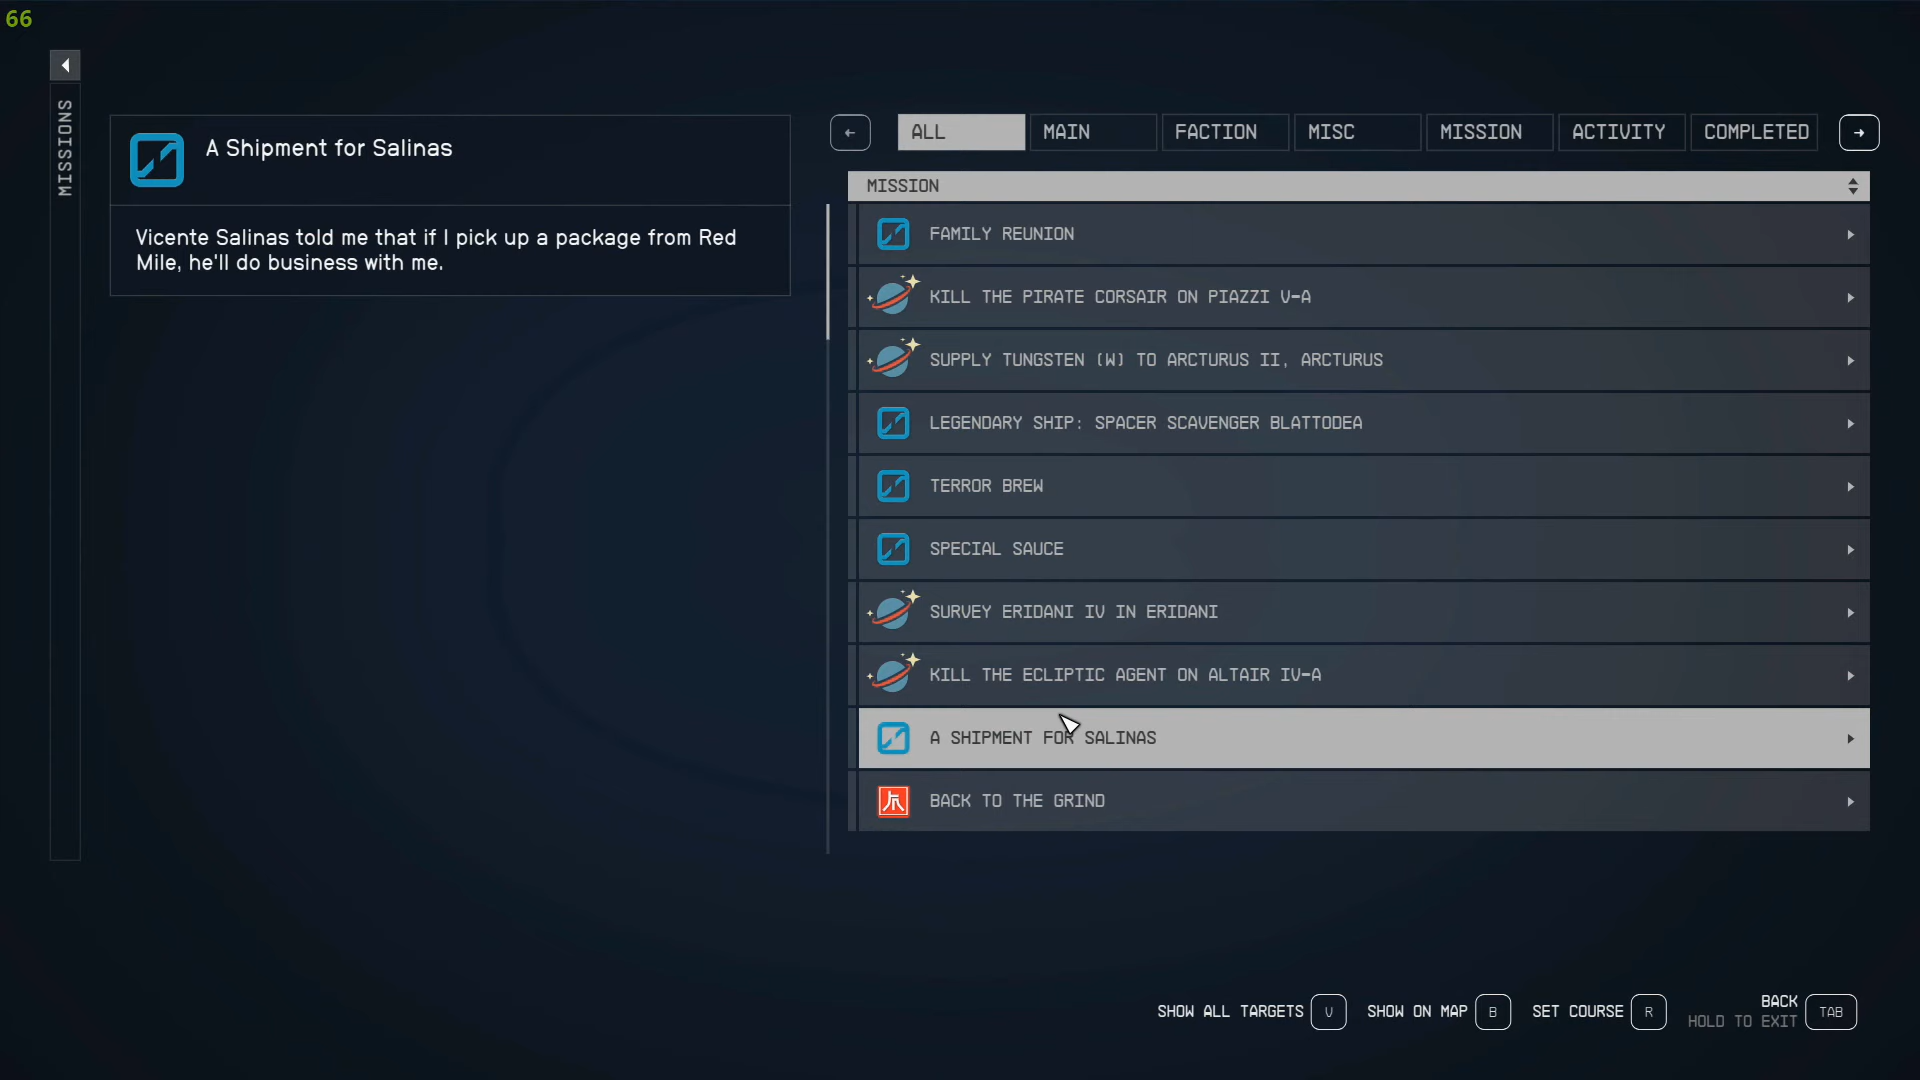 66
MISSIONS
A Shipment for Salinas
Vicente Salinas told me that if I pick up a package from Red
Mile, he'll do business with me.
ALL MAIN FACTION MISC MISSION ACTIVITY COMPLETED
MISSION
FAMILY REUNION
KILL THE PIRATE CORSAIR ON PIAZZI V-A
SUPPLY TUNGSTEN (W) TO ARCTURUS II, ARCTURUS
LEGENDARY SHIP: SPACER SCAVENGER BLATTODEA
TERROR BREW
SPECIAL SAUCE
SURVEY ERIDANI IV IN ERIDANI
KILL THE ECLIPTIC AGENT ON ALTAIR IV-A
A SHIPMENT FOR SALINAS
BACK TO THE GRIND
SHOW ALL TARGETS V SHOW ON MAP B SET COURSE R BACK TAB
HOLD TO EXIT